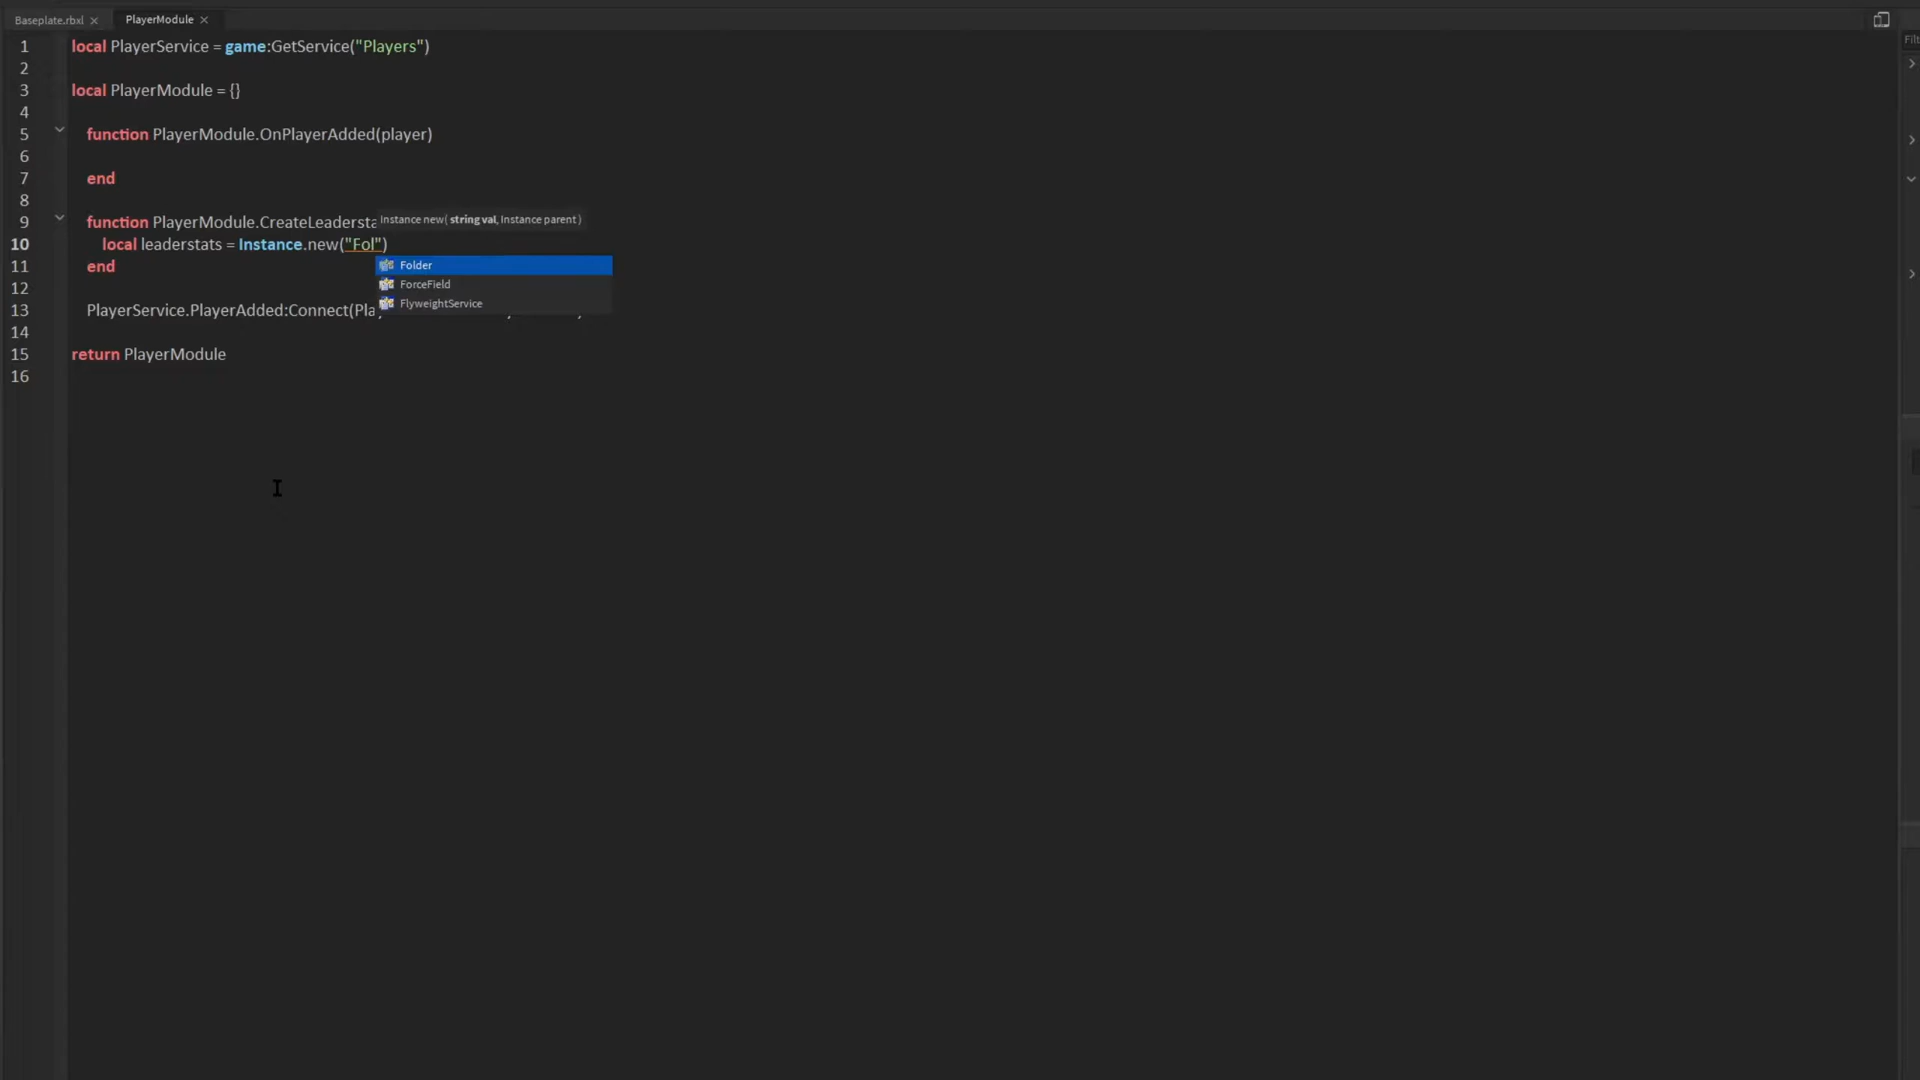 Baseplate.rbxl
PlayerModule
Filt
1 local PlayerService = game:GetService("Players")
2
3 local PlayerModule = {}
4
5 function PlayerModule.OnPlayerAdded(player)
6
7 end
8
9 function PlayerModule.CreateLeadersta
Instance new( string val, Instance parent )
10 local leaderstats = Instance.new("Fol")
Folder
11 end
ForceField
12
FlyweightService
13 PlayerService.PlayerAdded:Connect(Pla
14
15 return PlayerModule
16